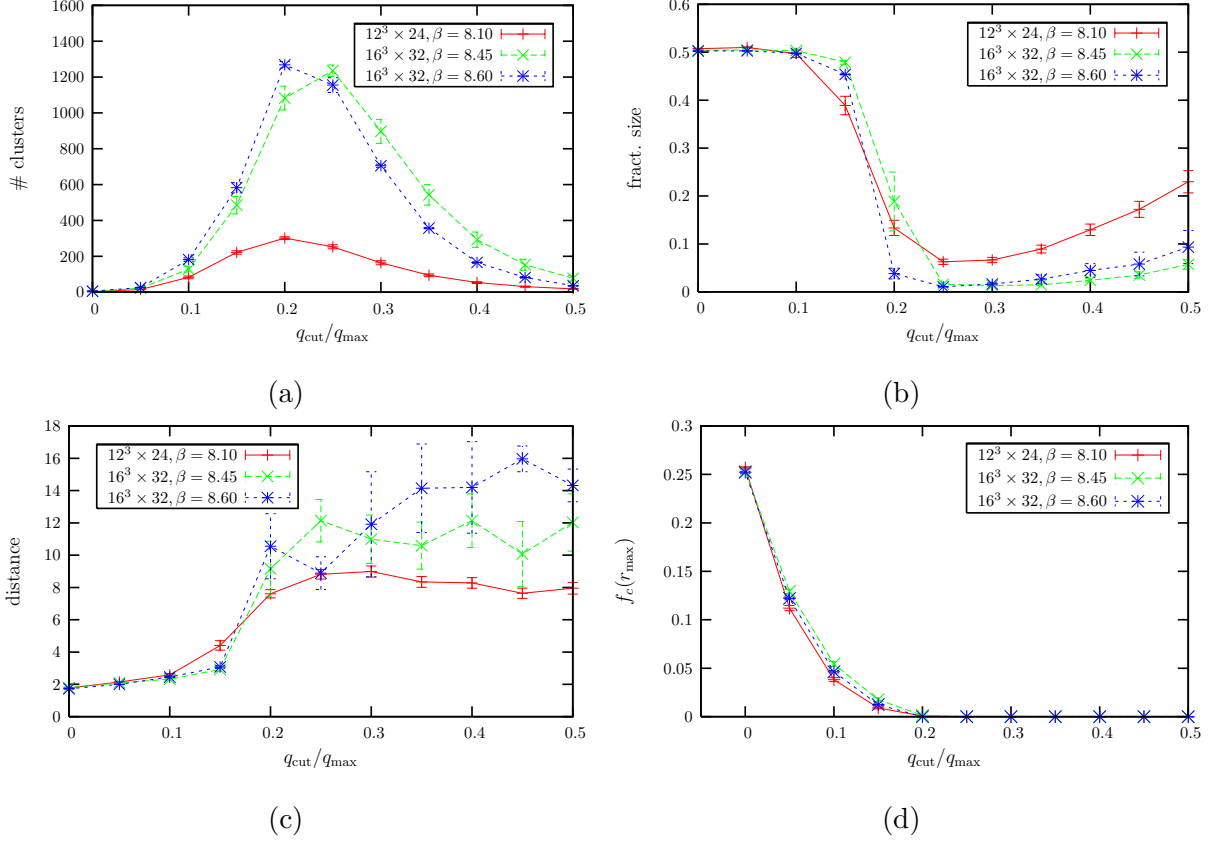 1600
1400
1200
1000
800
600
400
200
0
# clusters
0
0.1
0.2
0.3
0.4
0.5
q_cut/q_max
12³ × 24, β = 8.10
16³ × 32, β = 8.45
16³ × 32, β = 8.60
(a)
0.6
0.5
0.4
0.3
0.2
0.1
0
fract. size
0
0.1
0.2
0.3
0.4
0.5
q_cut/q_max
12³ × 24, β = 8.10
16³ × 32, β = 8.45
16³ × 32, β = 8.60
(b)
18
16
14
12
10
8
6
4
2
0
distance
0
0.1
0.2
0.3
0.4
0.5
q_cut/q_max
12³ × 24, β = 8.10
16³ × 32, β = 8.45
16³ × 32, β = 8.60
(c)
0.3
0.25
0.2
0.15
0.1
0.05
0
f_c(r_max)
0
0.1
0.2
0.3
0.4
0.5
q_cut/q_max
12³ × 24, β = 8.10
16³ × 32, β = 8.45
16³ × 32, β = 8.60
(d)